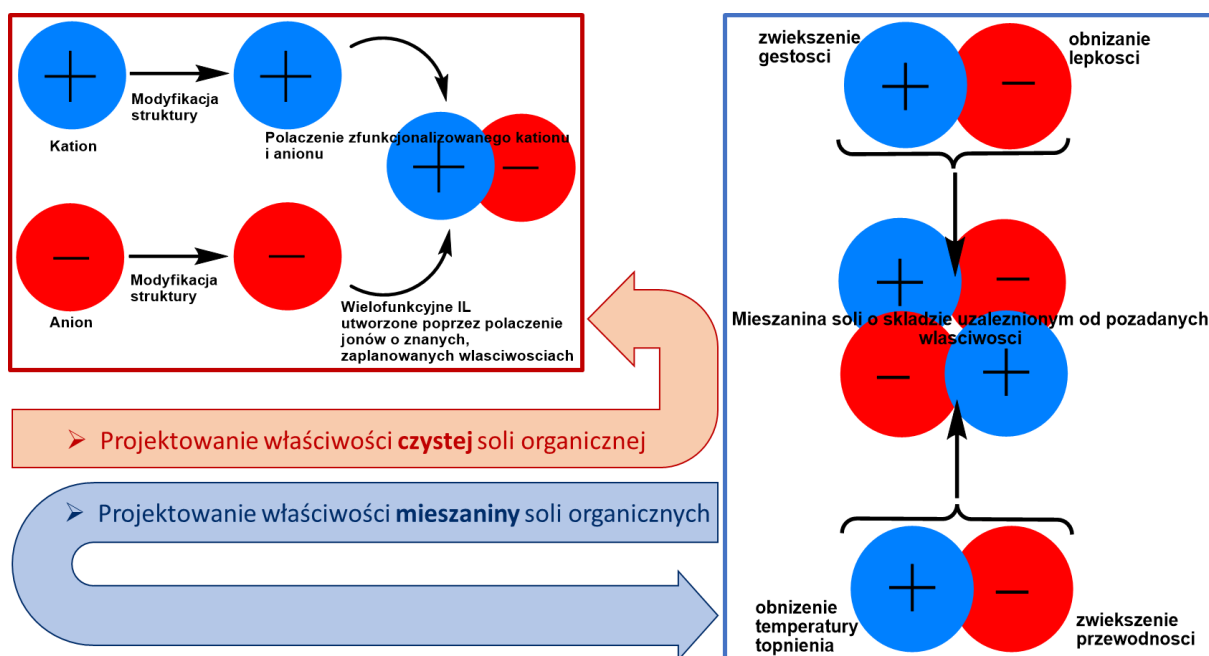 Modyfikacja
struktury
Kation
Polaczenie zfunkcjonalizowanego kationu
i anionu
Modyfikacja
struktury
Anion
Wielofunkcyjne IL
utworzone poprzez polaczenie
jonów o znanych,
zaplanowanych wlasciwosciach
➢ Projektowanie właściwości czystej soli organicznej
➢ Projektowanie właściwości mieszaniny soli organicznych
zwiekszenie
gestosci
obnizanie
lepkosci
Mieszanina soli o skladzie uzaleznionym od pozadanych
wlasciwosci
obnizenie
temperatury
topnienia
zwiekszenie
przewodnosci